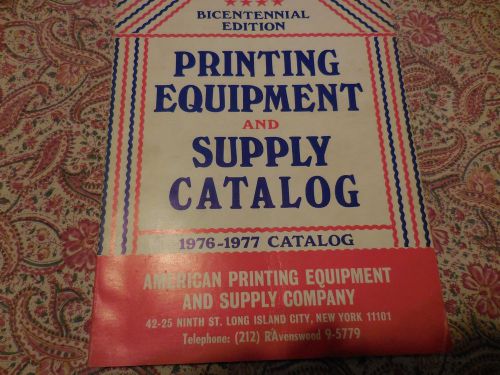 BICENTENNIAL
EDITION
PRINTING
EQUIPMENT
AND
SUPPLY
CATALOG
1976-1977 CATALOG
AMERICAN PRINTING EQUIPMENT
AND SUPPLY COMPANY
42-25 NINTH ST. LONG ISLAND CITY, NEW YORK 11101
Telephone: (212) RAvenswood 9-5779